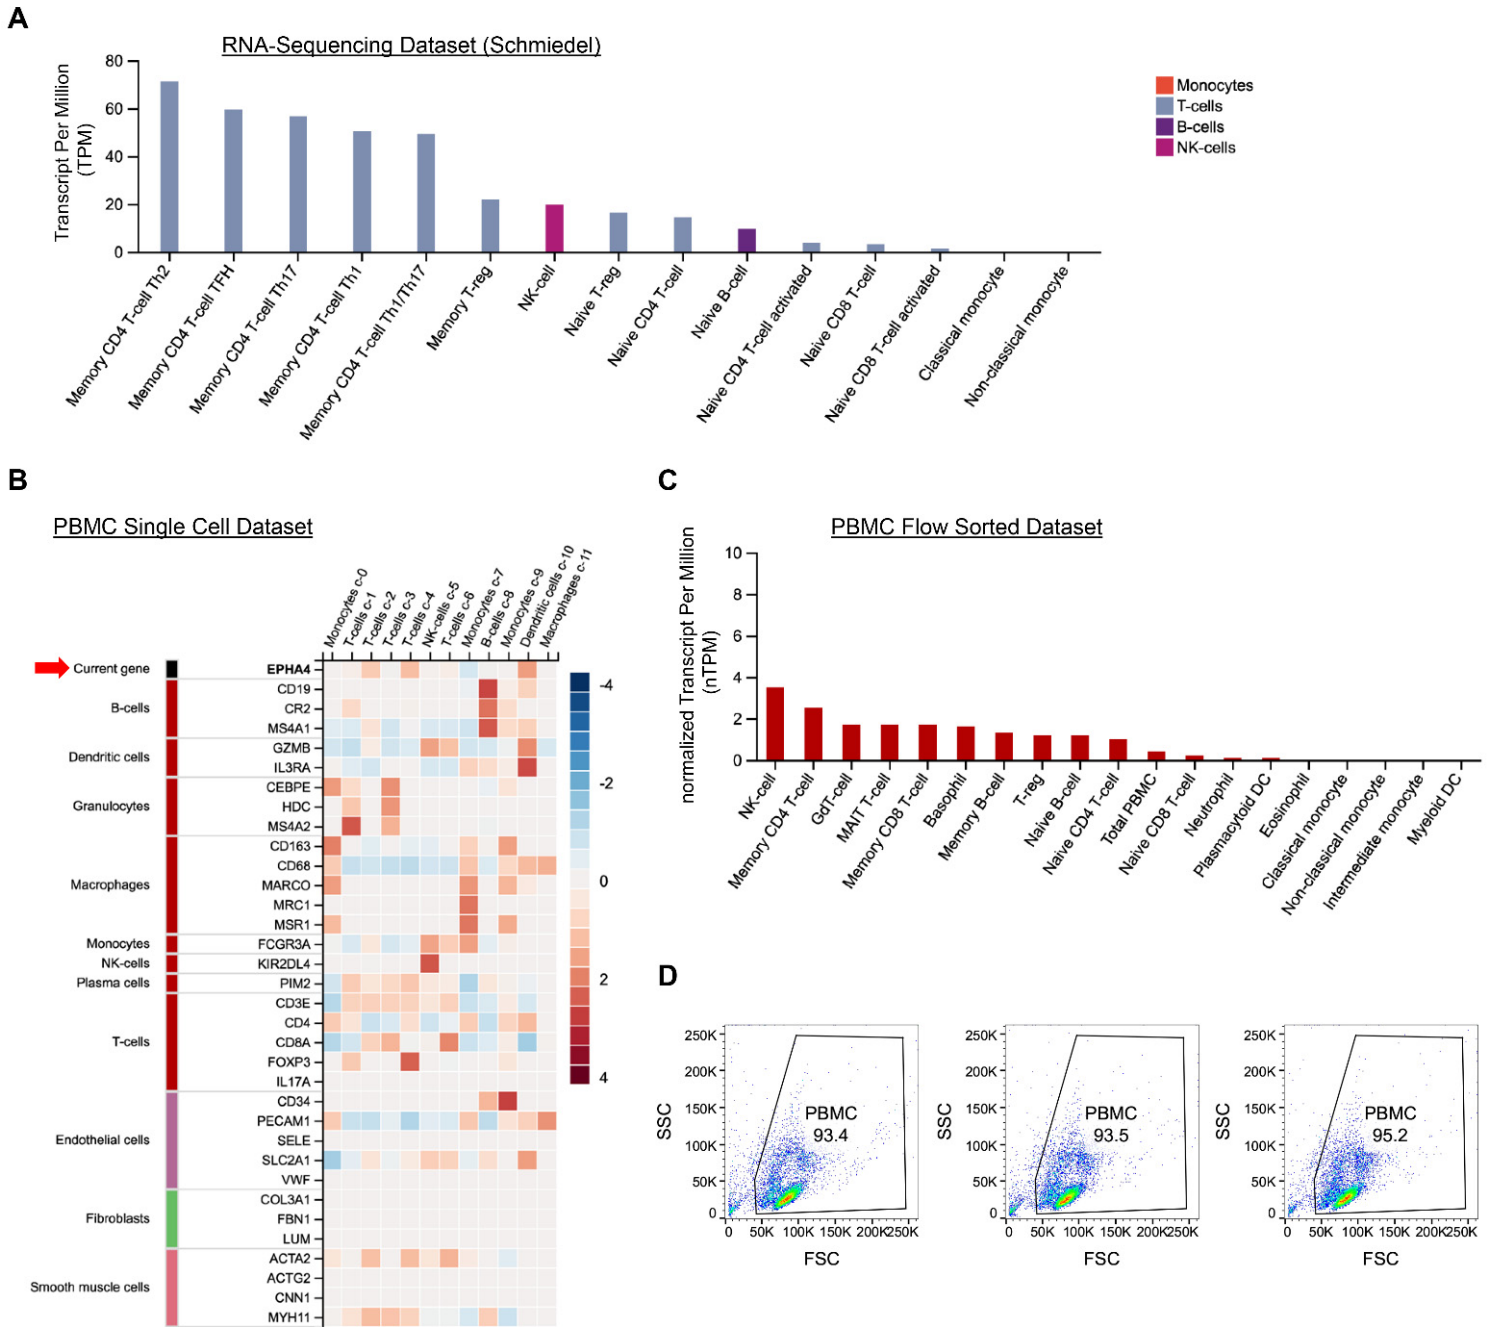 A
RNA-Sequencing Dataset (Schmiedel)
Transcript Per Million
(TPM)
80
60
40
20
0
Memory CD4 T-cell Th2
Memory CD4 T-cell TFH
Memory CD4 T-cell Th17
Memory CD4 T-cell Th1
Memory CD4 T-cell Th1/Th17
Memory T-reg
NK-cell
Naive T-reg
Naive CD4 T-cell
Naive B-cell
Naive CD4 T-cell activated
Naive CD8 T-cell
Naive CD8 T-cell activated
Classical monocyte
Non-classical monocyte
Monocytes
T-cells
B-cells
NK-cells
B
PBMC Single Cell Dataset
Monocytes c-0
T-cells c-1
T-cells c-2
T-cells c-3
T-cells c-4
NK-cells c-5
T-cells c-6
Monocytes c-7
B-cells c-8
Monocytes c-9
Dendritic cells c-10
Macrophages c-11
Current gene
B-cells
Dendritic cells
Granulocytes
Macrophages
Monocytes
NK-cells
Plasma cells
T-cells
Endothelial cells
Fibroblasts
Smooth muscle cells
EPHA4
CD19
CR2
MS4A1
GZMB
IL3RA
CEBPE
HDC
MS4A2
CD163
CD68
MARCO
MRC1
MSR1
FCGR3A
KIR2DL4
PIM2
CD3E
CD4
CD8A
FOXP3
IL17A
CD34
PECAM1
SELE
SLC2A1
VWF
COL3A1
FBN1
LUM
ACTA2
ACTG2
CNN1
MYH11
-4
-2
0
2
4
C
PBMC Flow Sorted Dataset
normalized Transcript Per Million
(nTPM)
10
8
6
4
2
0
NK-cell
Memory CD4 T-cell
GdT-cell
MAIT T-cell
Memory CD8 T-cell
Basophil
Memory B-cell
T-reg
Naive B-cell
Naive CD4 T-cell
Total PBMC
Naive CD8 T-cell
Neutrophil
Plasmacytoid DC
Eosinophil
Classical monocyte
Non-classical monocyte
Intermediate monocyte
Myeloid DC
D
SSC
250K
200K
150K
100K
50K
0
PBMC
93.4
0 50K 100K 150K 200K 250K
FSC
SSC
250K
200K
150K
100K
50K
0
PBMC
93.5
0 50K 100K 150K 200K 250K
FSC
SSC
250K
200K
150K
100K
50K
0
PBMC
95.2
0 50K 100K 150K 200K 250K
FSC